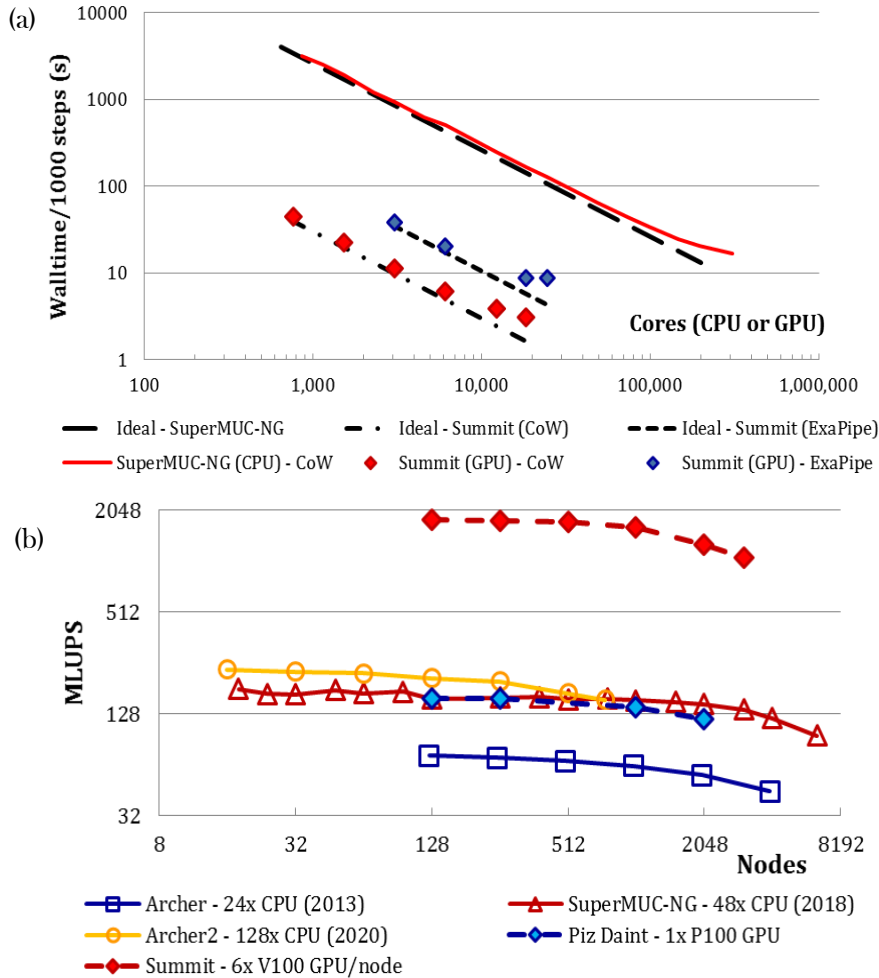 (a)
10000
1000
100
10
1
Walltime/1000 steps (s)
Cores (CPU or GPU)
100 1,000 10,000 100,000 1,000,000
Ideal - SuperMUC-NG Ideal - Summit (CoW) Ideal - Summit (ExaPipe)
SuperMUC-NG (CPU) - CoW Summit (GPU) - CoW Summit (GPU) - ExaPipe
(b)
2048
512
128
32
MLUPS
8 32 128 512 2048 8192
Nodes
Archer - 24x CPU (2013) SuperMUC-NG - 48x CPU (2018)
Archer2 - 128x CPU (2020) Piz Daint - 1x P100 GPU
Summit - 6x V100 GPU/node